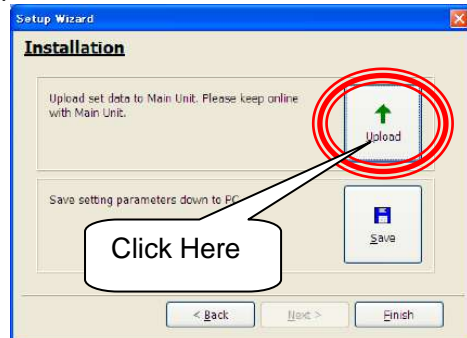 Setup Wizard
Installation
Upload set data to Main Unit. Please keep online
with Main Unit.
Upload
Save setting parameters down to PC
Save
Click Here
< Back
Next >
Finish